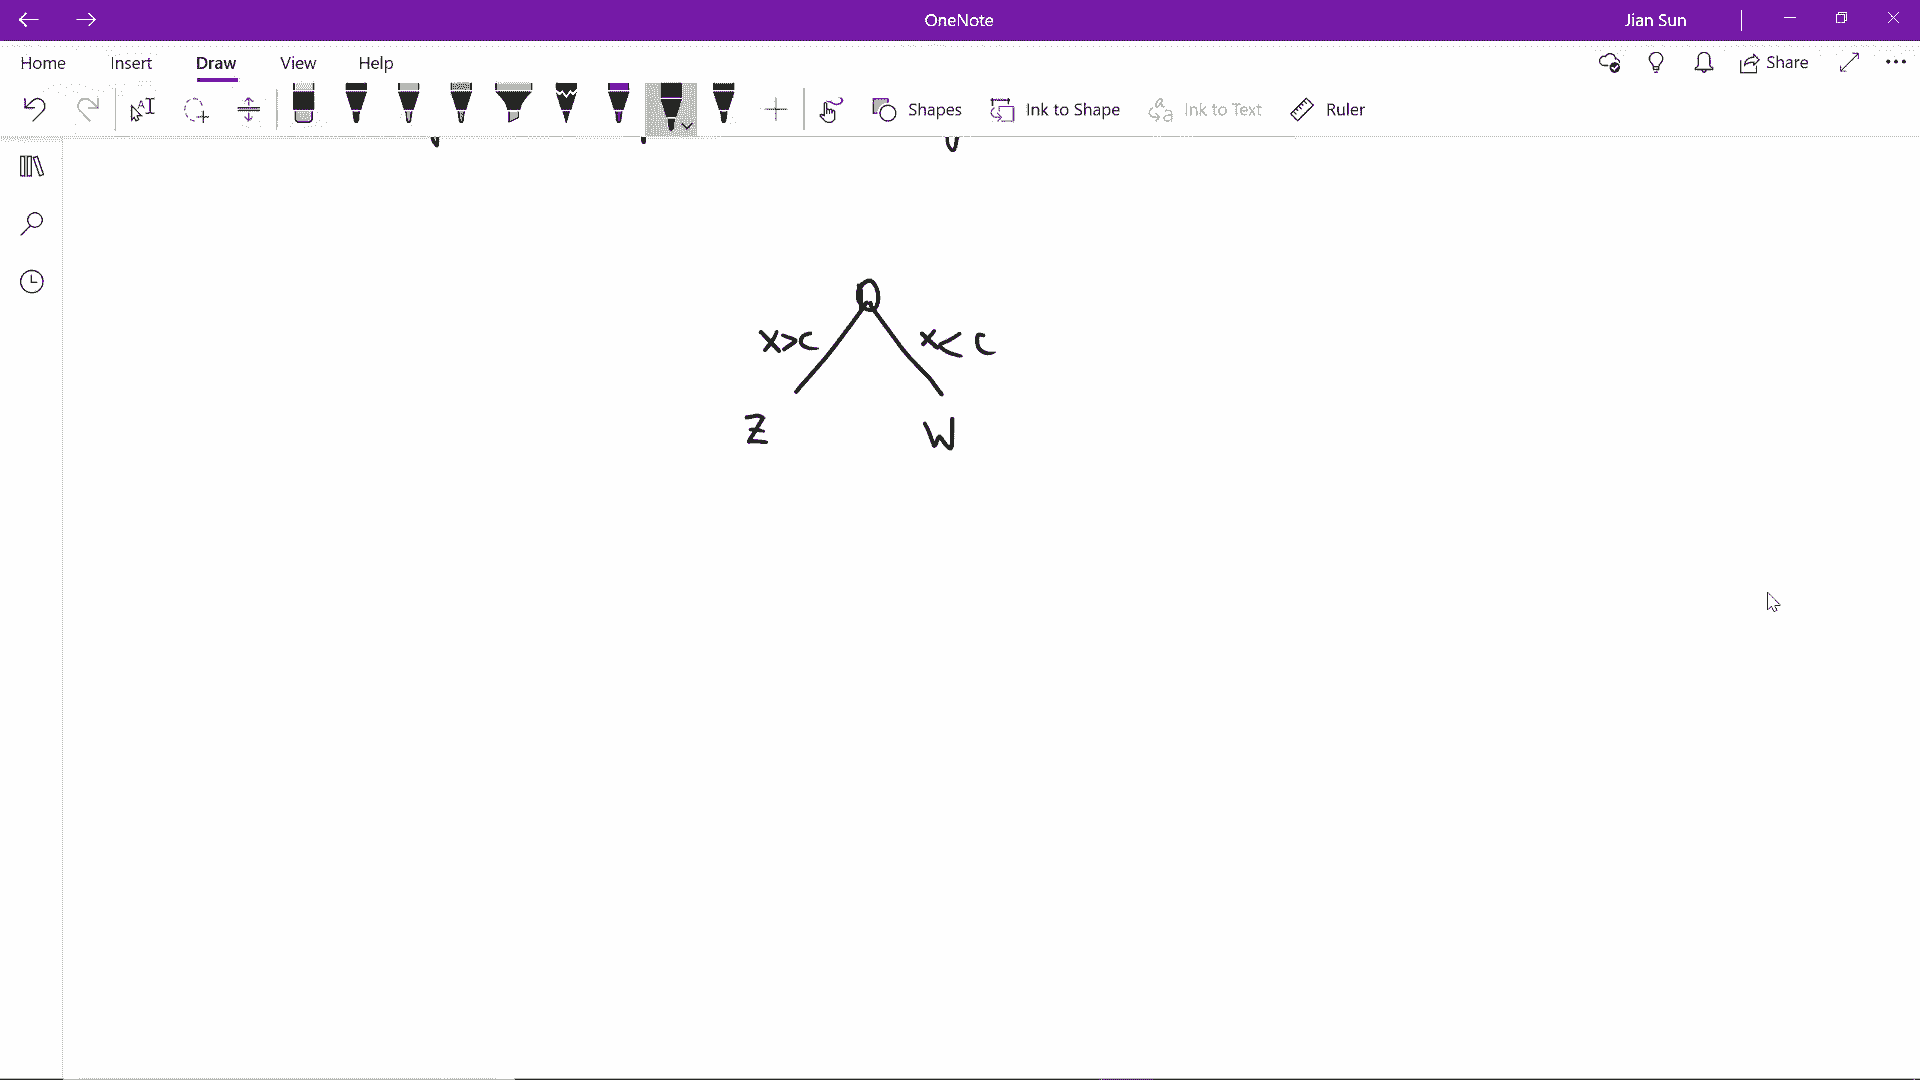 OneNote
Jian Sun
Home Insert Draw View Help
Share
Shapes Ink to Shape Ink to Text Ruler
x>c x< c
Z W